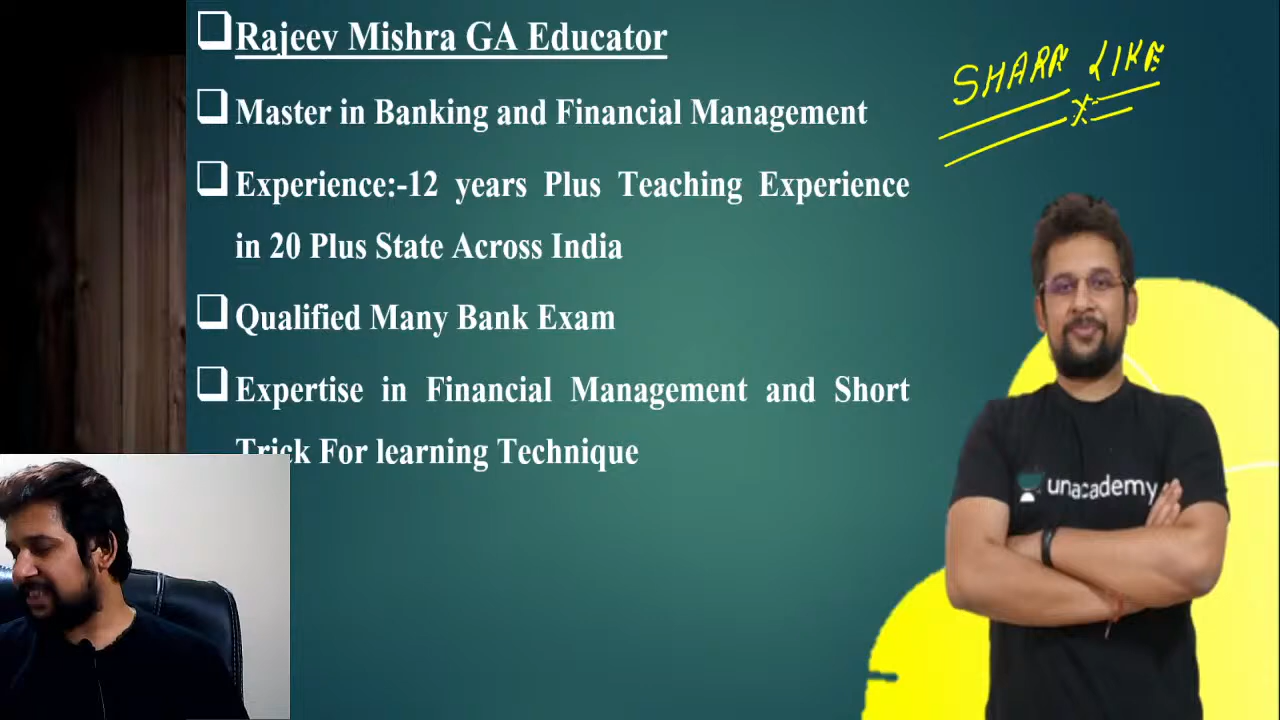 Rajeev Mishra GA Educator
SHARE LIKE
Master in Banking and Financial Management
Experience:-12 years Plus Teaching Experience
in 20 Plus State Across India
Qualified Many Bank Exam
Expertise in Financial Management and Short
Trick For learning Technique
unacademy